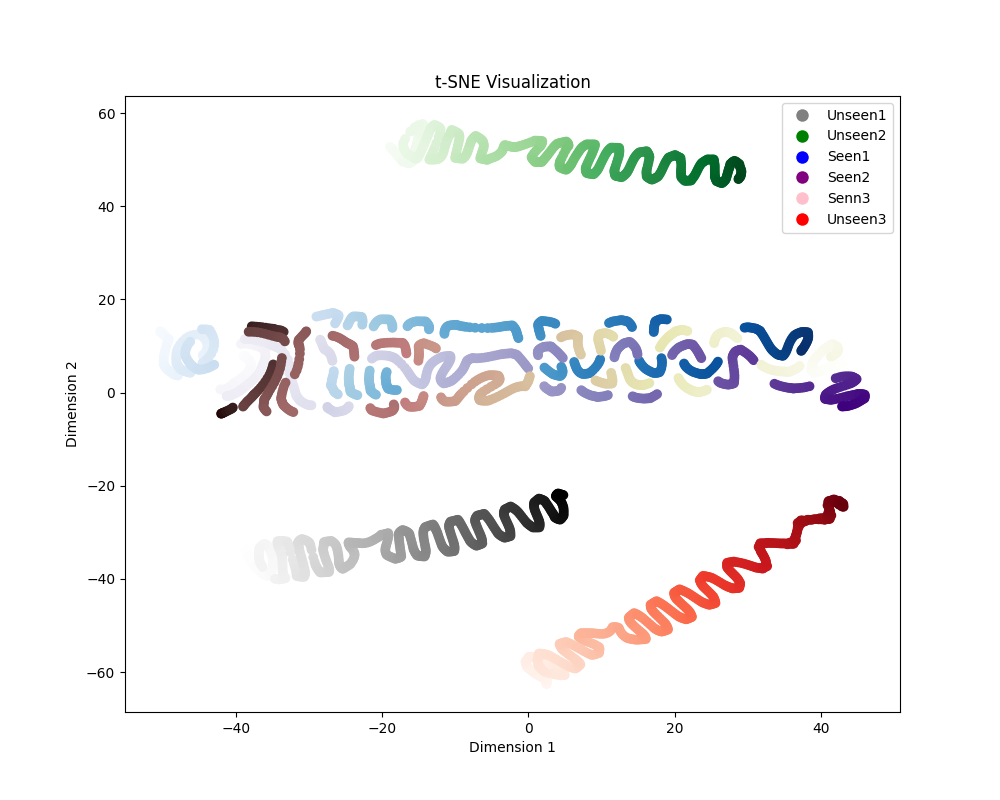 t-SNE Visualization
60
40
20
0
−20
−40
−60
Dimension 2
−40
−20
0
20
40
Dimension 1
Unseen1
Unseen2
Seen1
Seen2
Senn3
Unseen3